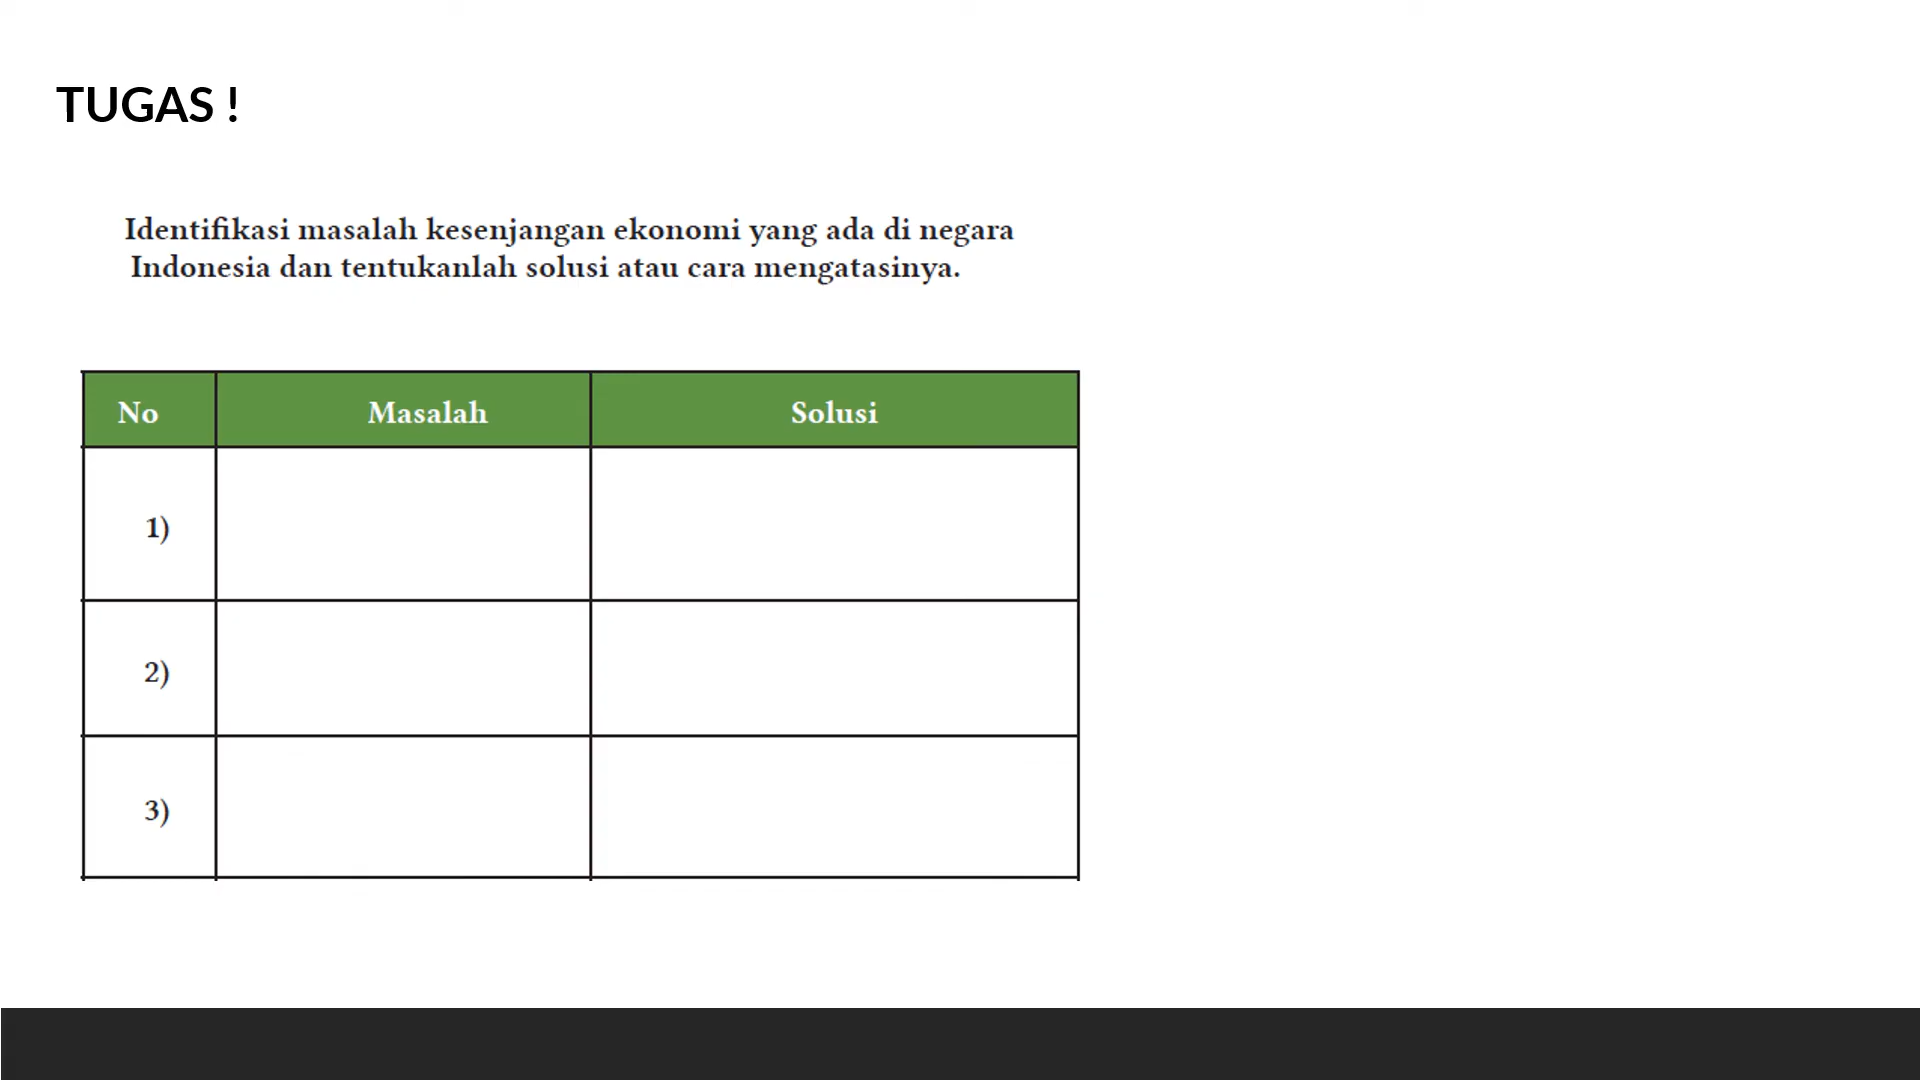 TUGAS !
Identifikasi masalah kesenjangan ekonomi yang ada di negara
Indonesia dan tentukanlah solusi atau cara mengatasinya.
No Masalah Solusi
1)
2)
3)